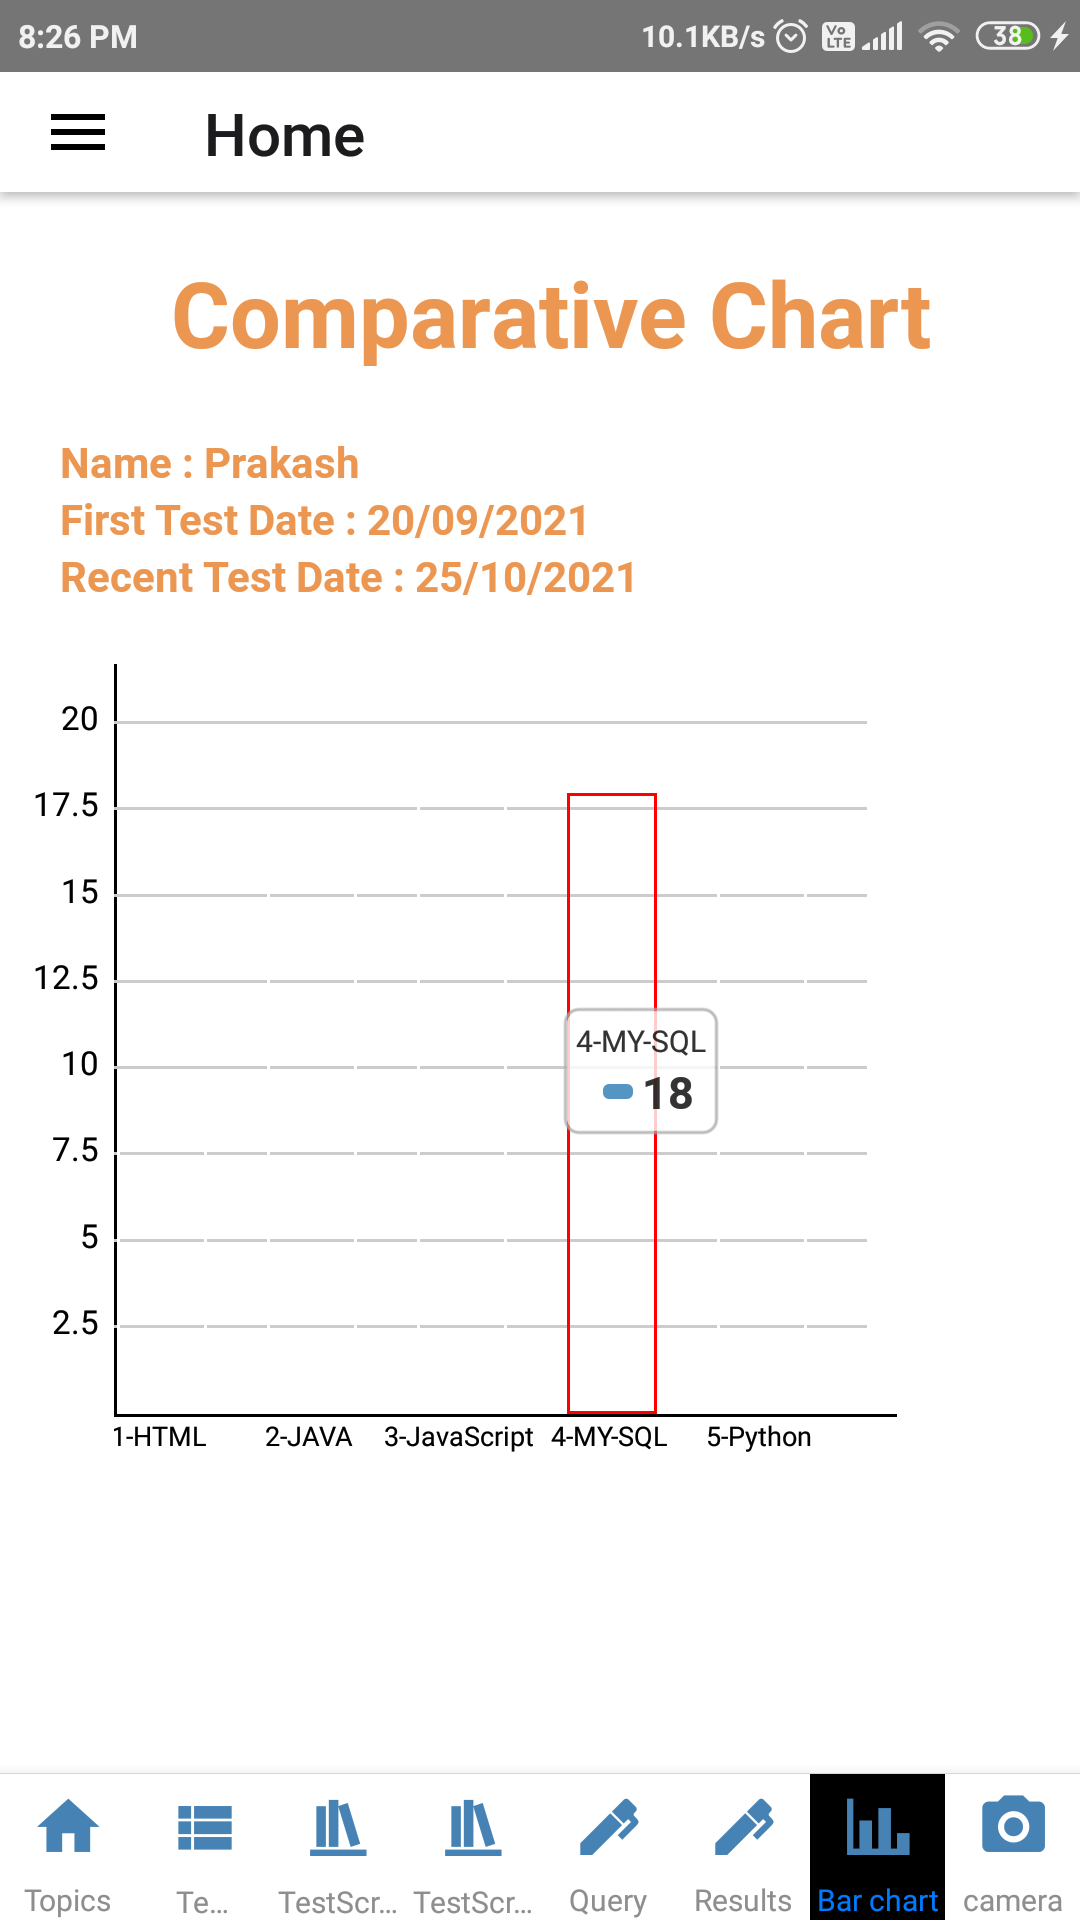 8:26 PM 10.1KB/s Vo LTE 38
Home
Comparative Chart
Name : Prakash
First Test Date : 20/09/2021
Recent Test Date : 25/10/2021
20
17.5
15
12.5
10
7.5
5
2.5
4-MY-SQL
18
1-HTML 2-JAVA 3-JavaScript 4-MY-SQL 5-Python
Topics Te... TestScr... TestScr... Query Results Bar chart camera